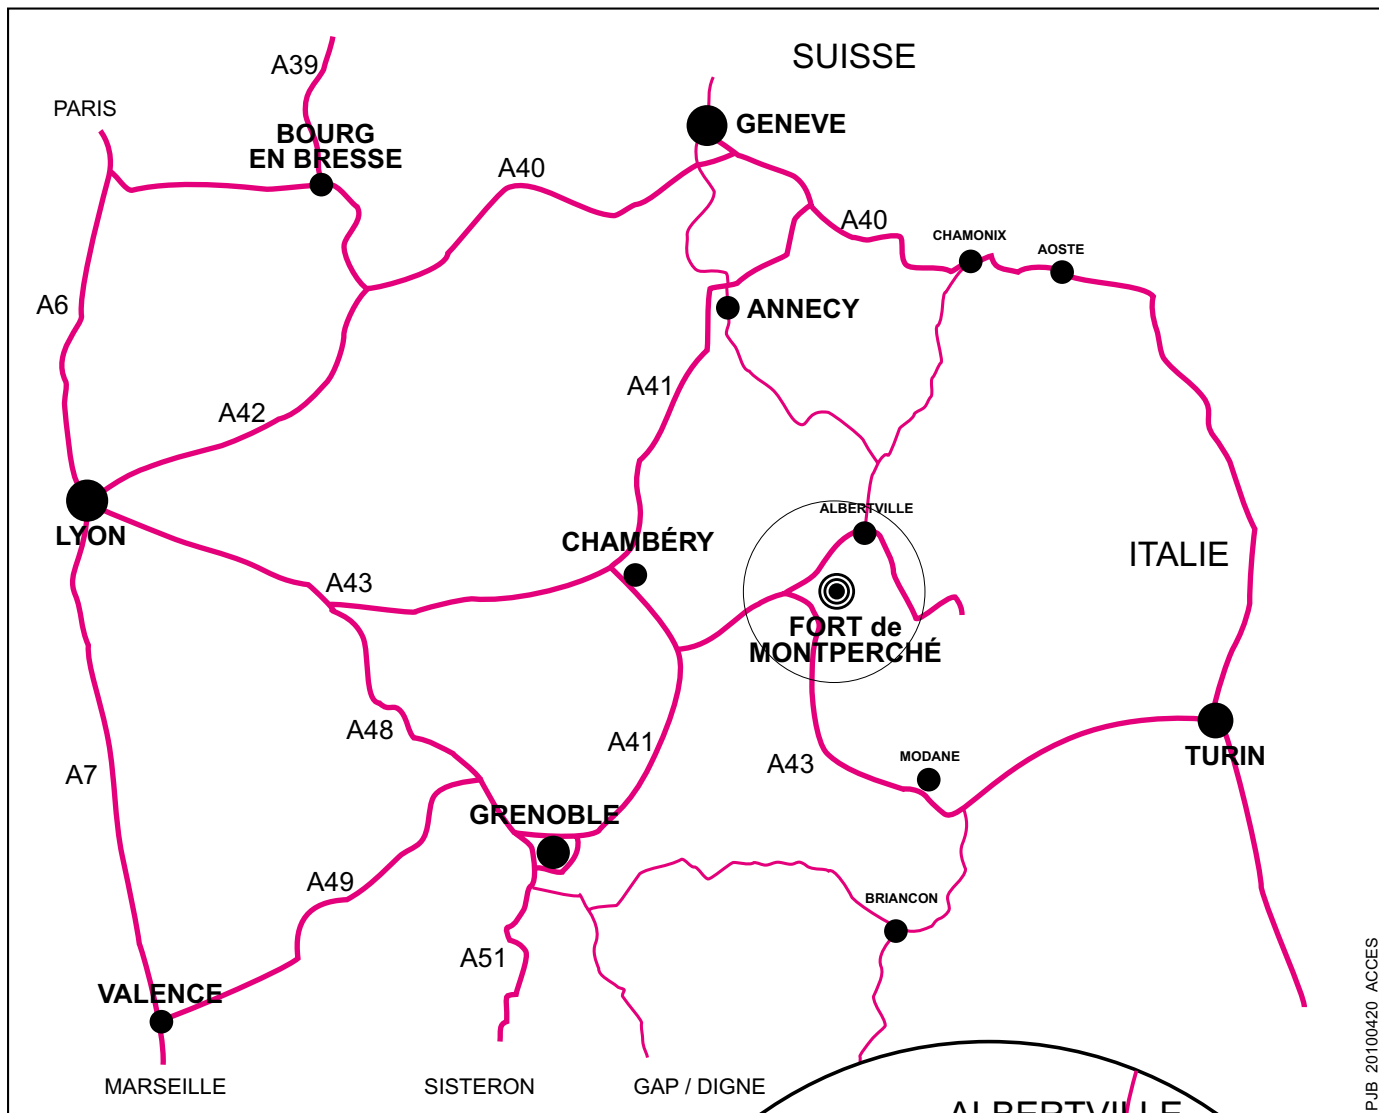 SUISSE
A39
PARIS
GENEVE
BOURG
EN BRESSE
A40
A40
CHAMONIX
AOSTE
A6
ANNECY
A41
A42
ALBERTVILLE
LYON
CHAMBÉRY
ITALIE
A43
FORT de
MONTPERCHÉ
A48
A41
A43
MODANE
TURIN
A7
GRENOBLE
A49
BRIANCON
A51
VALENCE
MARSEILLE
SISTERON
GAP / DIGNE
ALBERTVILLE
PJB 20100420 ACCES